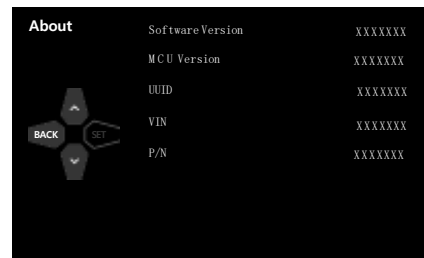 About
Software Version XXXXXXX
MCU Version XXXXXXX
UUID XXXXXXX
VIN XXXXXXX
BACK SET
P/N XXXXXXX